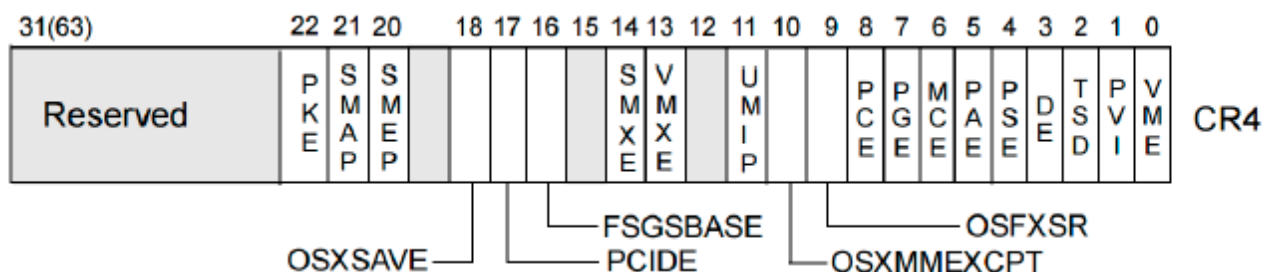 31(63) 22 21 20 18 17 16 15 14 13 12 11 10 9 8 7 6 5 4 3 2 1 0
Reserved PKE SMAP SMEP SMXE VMXE UMIP PCE PGE MCE PAE PSE DE TSD PVI VME CR4
FSGSBASE OSFXSR
OSXSAVE PCIDE OSXMMEXCPT